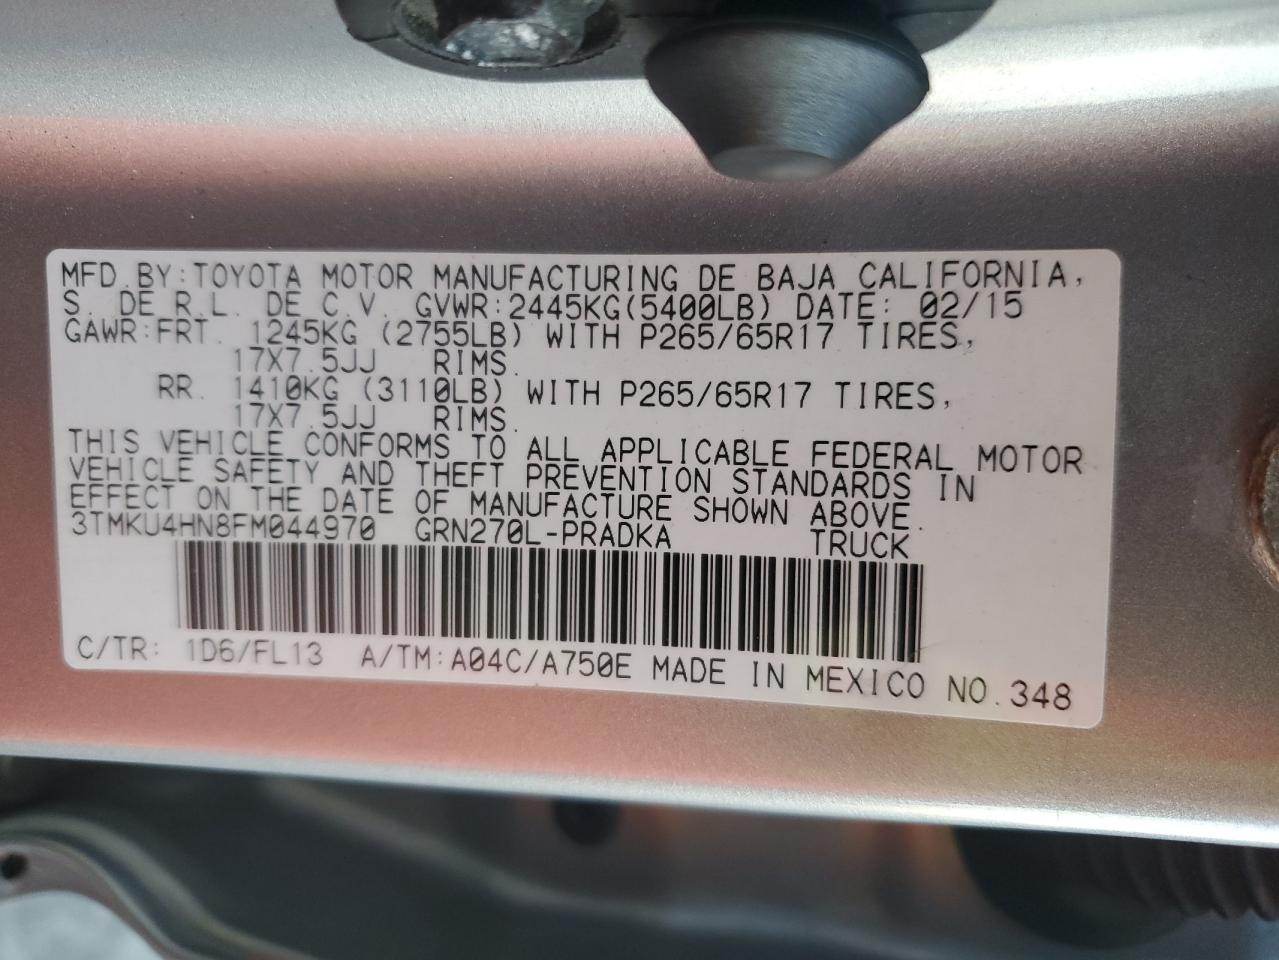 MFD.BY:TOYOTA MOTOR MANUFACTURING DE BAJA CALIFORNIA,
S. DE R.L. DE C.V. GVWR:2445KG(5400LB) DATE: 02/15
GAWR:FRT. 1245KG (2755LB) WITH P265/65R17 TIRES,
17X7.5JJ RIMS.
RR. 1410KG (3110LB) WITH P265/65R17 TIRES,
17X7.5JJ RIMS.
THIS VEHICLE CONFORMS TO ALL APPLICABLE FEDERAL MOTOR
VEHICLE SAFETY AND THEFT PREVENTION STANDARDS IN
EFFECT ON THE DATE OF MANUFACTURE SHOWN ABOVE.
3TMKU4HN8FM044970 GRN270L-PRADKA TRUCK
C/TR: 1D6/FL13 A/TM:A04C/A750E MADE IN MEXICO NO.348